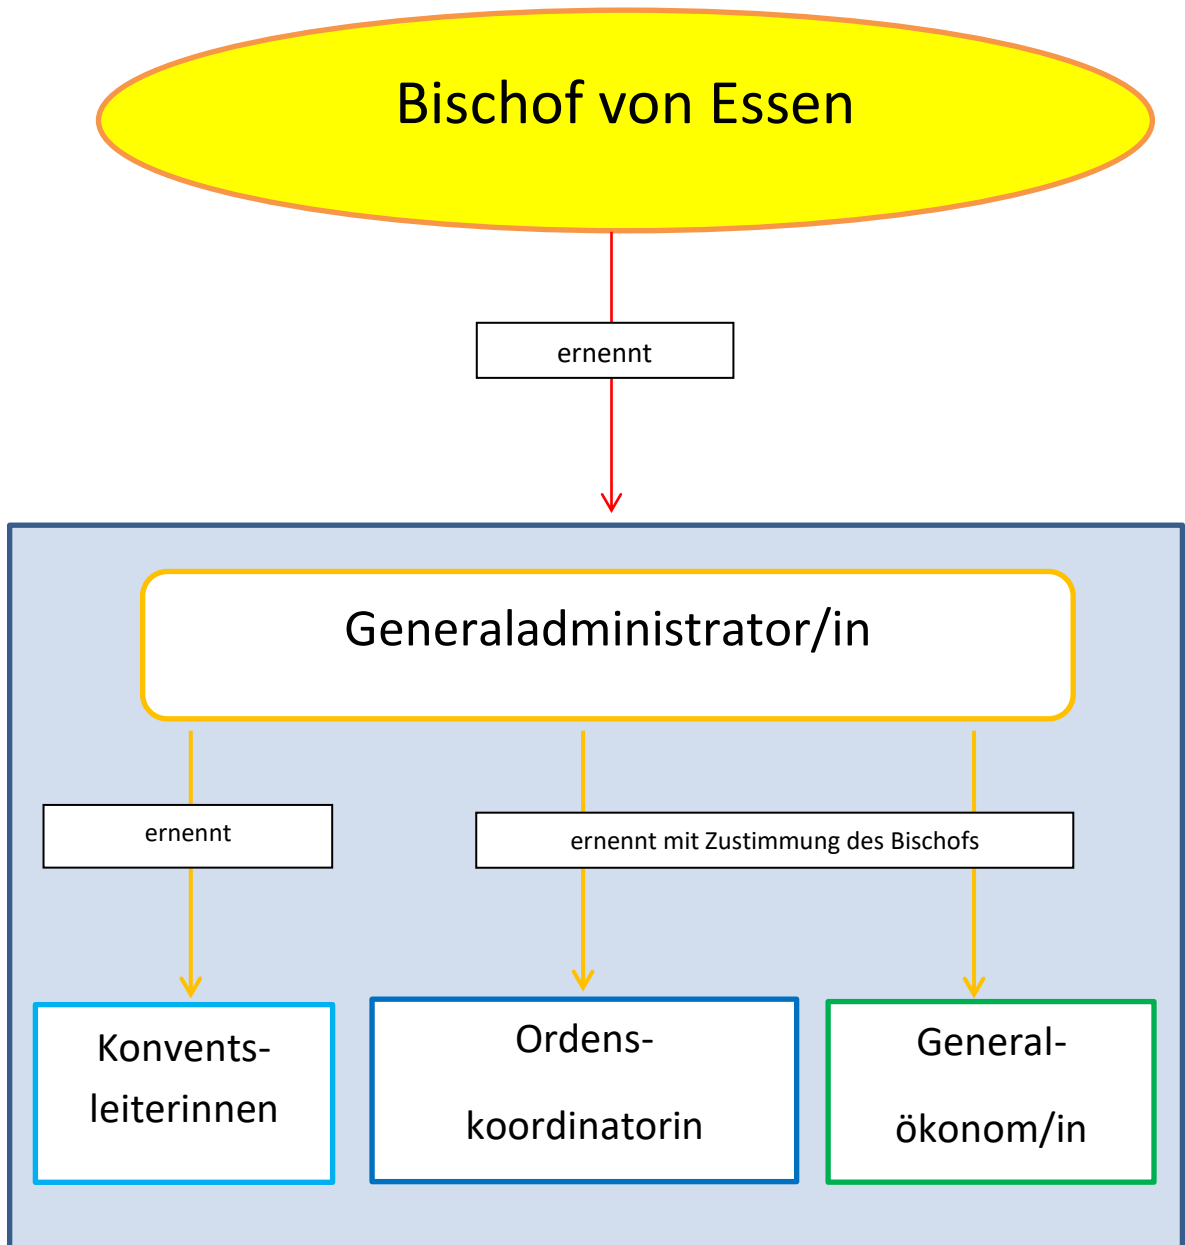 Bischof von Essen
ernennt
Generaladministrator/in
ernennt
ernennt mit Zustimmung des Bischofs
Konvents-
leiterinnen
Ordens-
koordinatorin
General-
ökonom/in